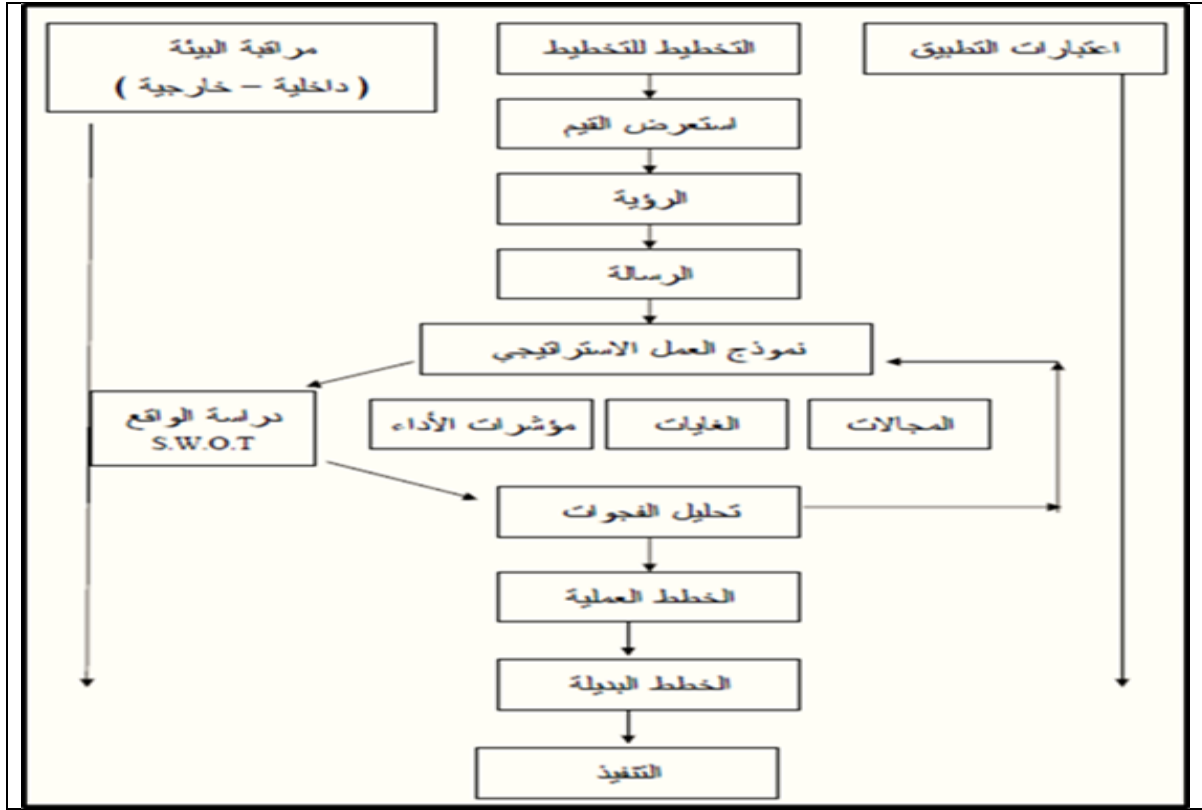 اعتبارات التطبيق
التخطيط للتخطيط
مراقبة البيئة
( داخلية – خارجية )
استعرض القيم
الرؤية
الرسالة
نموذج العمل الاستراتيجي
المجالات
الغايات
مؤشرات الأداء
دراسة الواقع
S.W.O.T
تحليل الفجوات
الخطط العملية
الخطط البديلة
التنفيذ